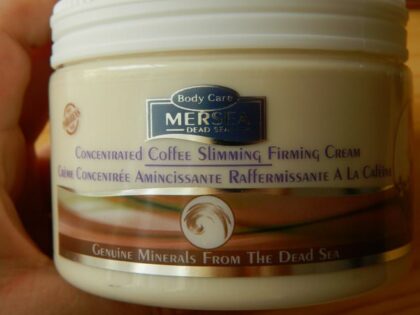 Body Care
MERSEA
DEAD SEA
CONCENTRATED COFFEE SLIMMING FIRMING CREAM
CRÈME CONCENTRÉE AMINCISSANTE RAFFERMISSANTE A LA CAFÉINE
GENUINE MINERALS FROM THE DEAD SEA